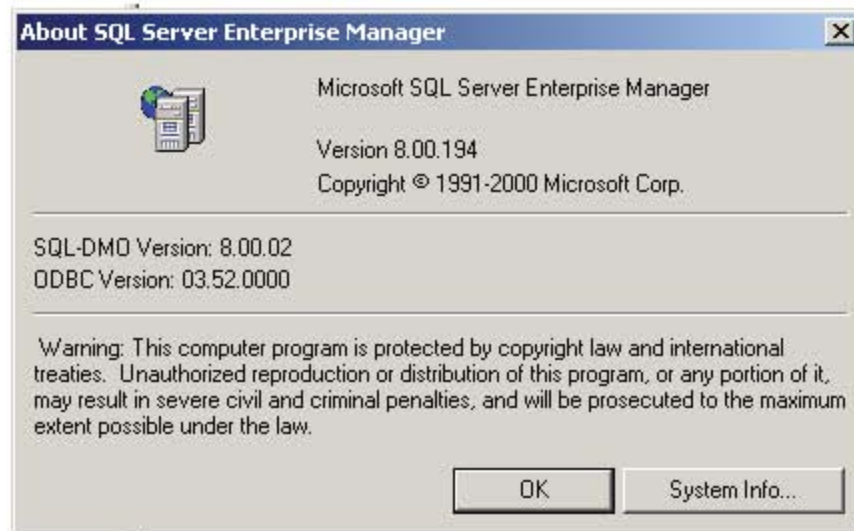 About SQL Server Enterprise Manager
Microsoft SQL Server Enterprise Manager
Version 8.00.194
Copyright © 1991-2000 Microsoft Corp.
SQL-DMO Version: 8.00.02
ODBC Version: 03.52.0000
Warning: This computer program is protected by copyright law and international
treaties. Unauthorized reproduction or distribution of this program, or any portion of it,
may result in severe civil and criminal penalties, and will be prosecuted to the maximum
extent possible under the law.
OK
System Info...